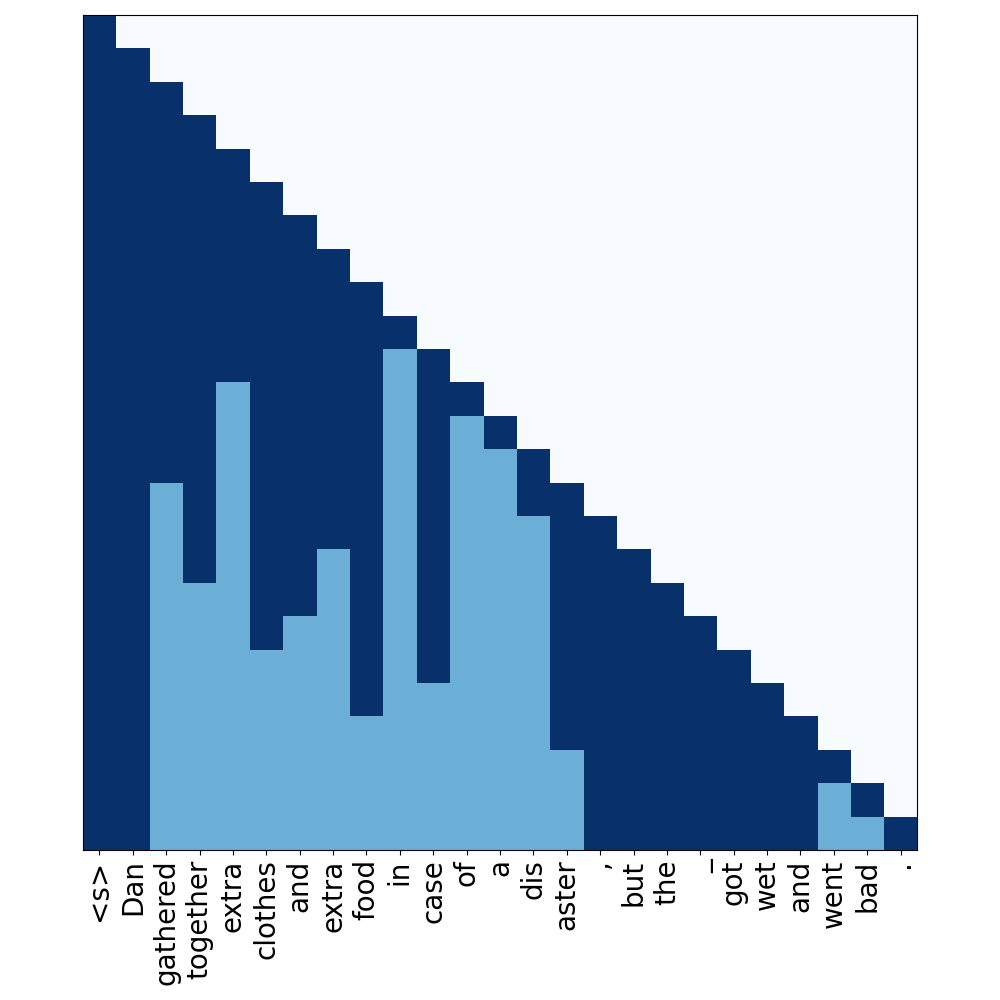 <s> Dan gathered together extra clothes and extra food in case of a dis aster , but the _ got wet and went bad .